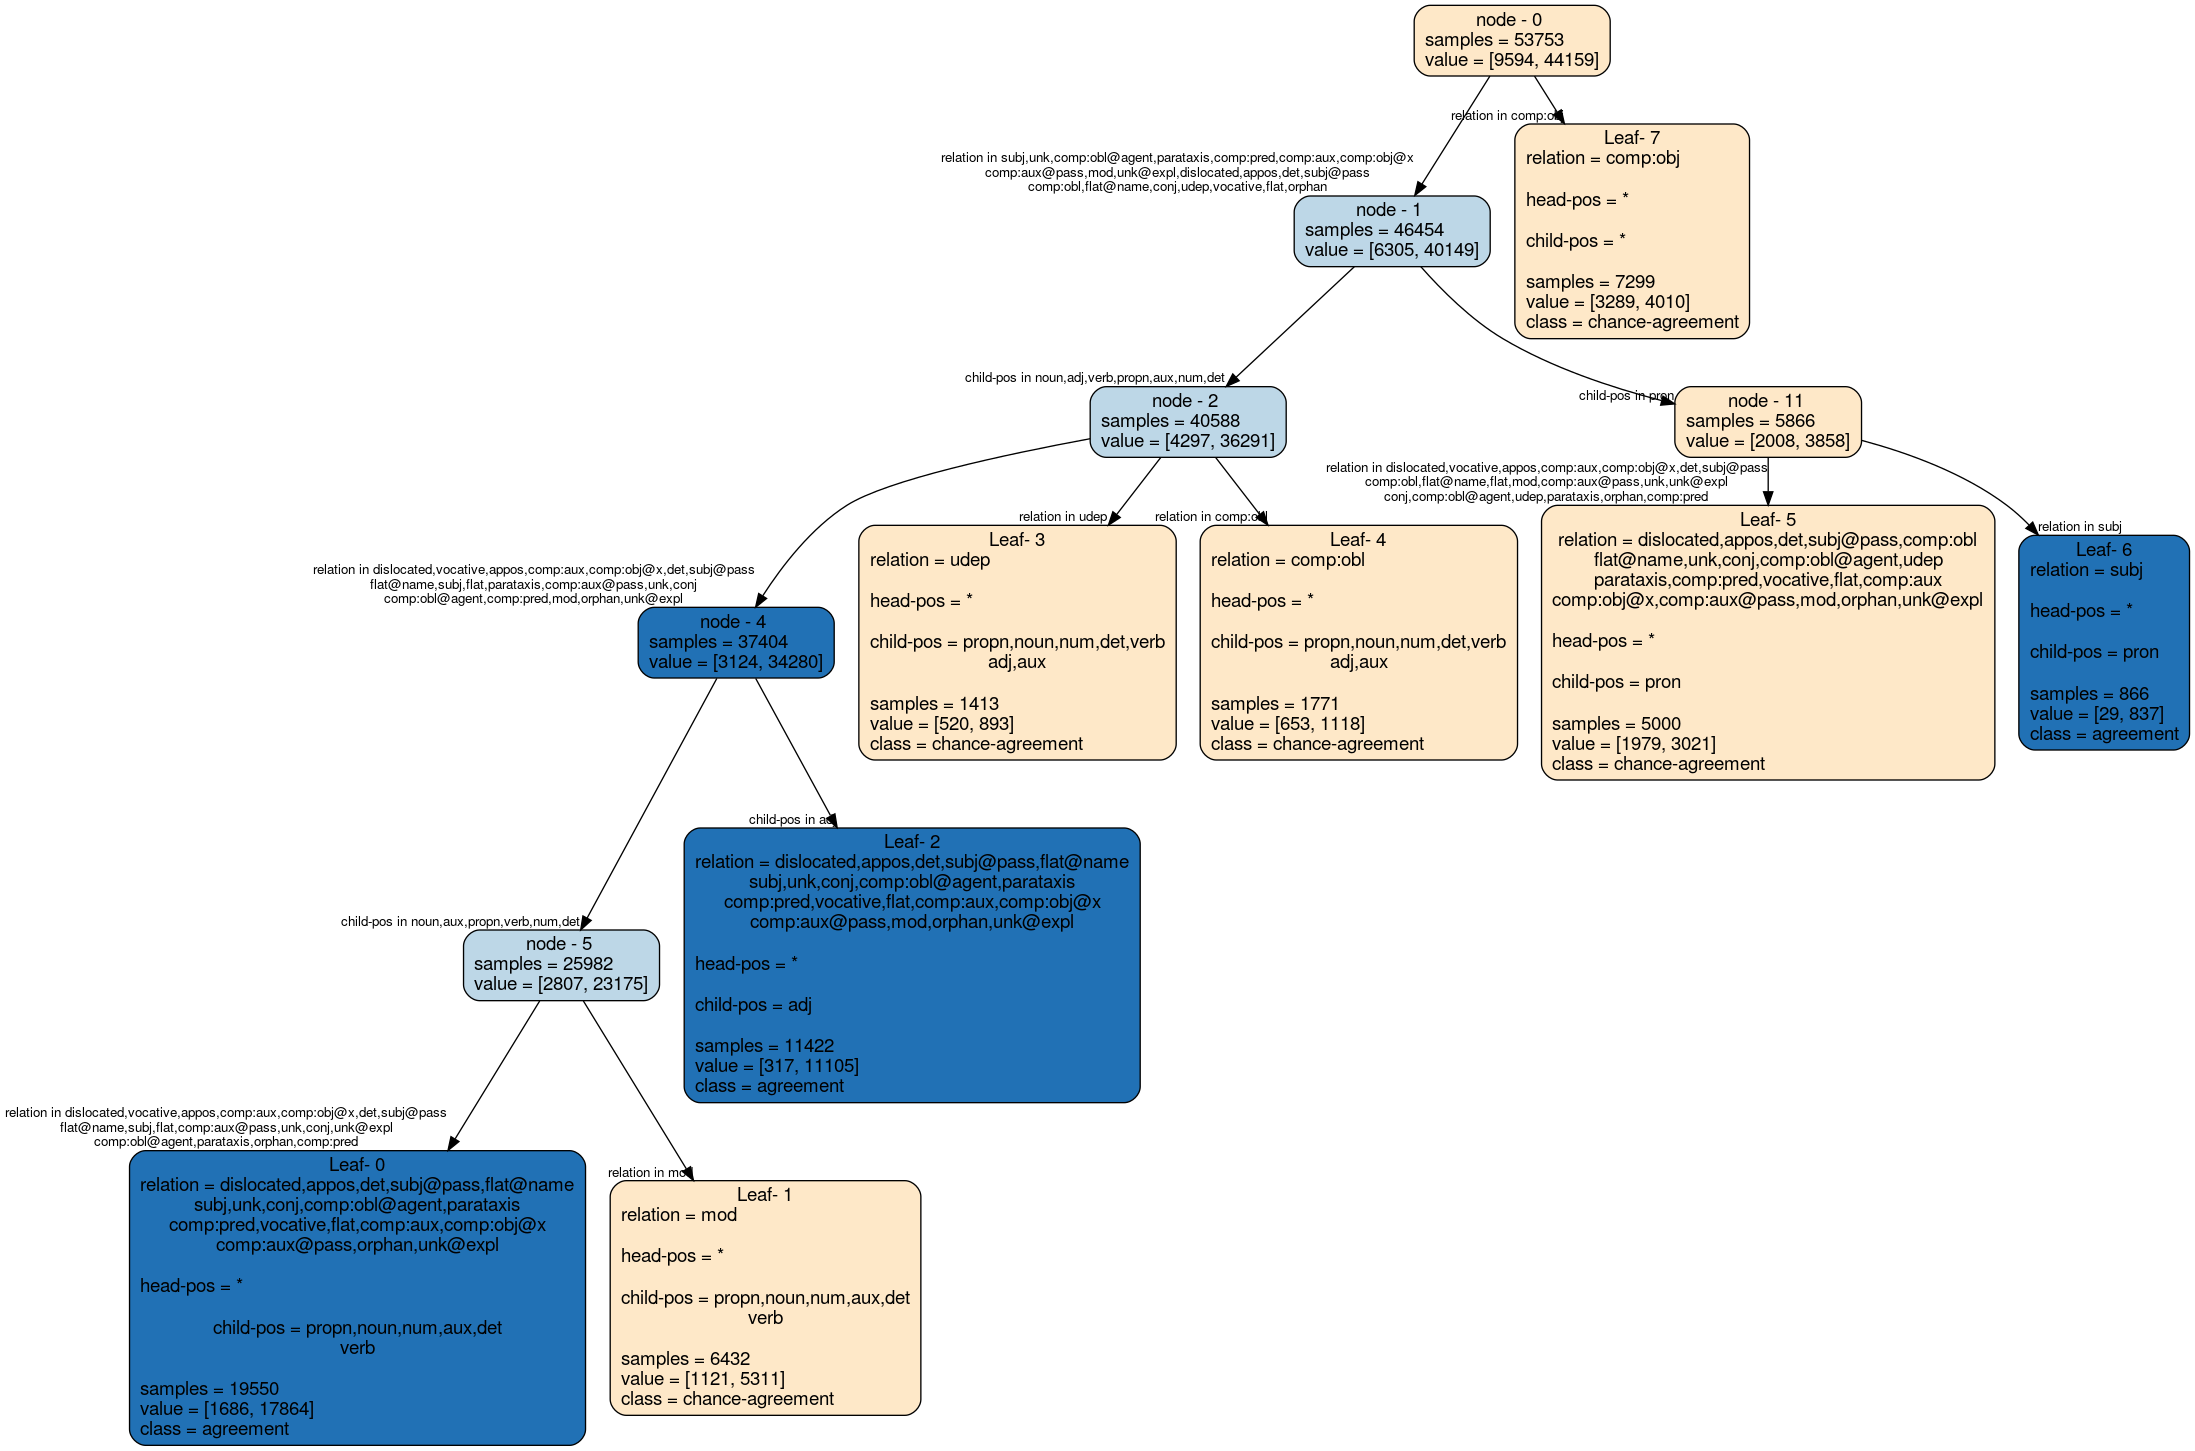 node - 0
samples = 53753
value = [9594, 44159]
relation in comp:obj
Leaf- 7
relation = comp:obj
head-pos = *
child-pos = *
samples = 7299
value = [3289, 4010]
class = chance-agreement
relation in subj,unk,comp:obl@agent,parataxis,comp:pred,comp:aux,comp:obj@x
comp:aux@pass,mod,unk@expl,dislocated,appos,det,subj@pass
comp:obl,flat@name,conj,udep,vocative,flat,orphan
node - 1
samples = 46454
value = [6305, 40149]
child-pos in noun,adj,verb,propn,aux,num,det
node - 2
samples = 40588
value = [4297, 36291]
child-pos in pron
node - 11
samples = 5866
value = [2008, 3858]
relation in dislocated,vocative,appos,comp:aux,comp:obj@x,det,subj@pass
flat@name,subj,flat,parataxis,comp:aux@pass,unk,conj
comp:obl@agent,comp:pred,mod,orphan,unk@expl
node - 4
samples = 37404
value = [3124, 34280]
relation in udep
Leaf- 3
relation = udep
head-pos = *
child-pos = propn,noun,num,det,verb
adj,aux
samples = 1413
value = [520, 893]
class = chance-agreement
relation in comp:obl
Leaf- 4
relation = comp:obl
head-pos = *
child-pos = propn,noun,num,det,verb
adj,aux
samples = 1771
value = [653, 1118]
class = chance-agreement
relation in dislocated,vocative,appos,comp:aux,comp:obj@x,det,subj@pass
comp:obl,flat@name,flat,mod,comp:aux@pass,unk,unk@expl
conj,comp:obl@agent,udep,parataxis,orphan,comp:pred
Leaf- 5
relation = dislocated,appos,det,subj@pass,comp:obl
flat@name,unk,conj,comp:obl@agent,udep
parataxis,comp:pred,vocative,flat,comp:aux
comp:obj@x,comp:aux@pass,mod,orphan,unk@expl
head-pos = *
child-pos = pron
samples = 5000
value = [1979, 3021]
class = chance-agreement
relation in subj
Leaf- 6
relation = subj
head-pos = *
child-pos = pron
samples = 866
value = [29, 837]
class = agreement
child-pos in noun,aux,propn,verb,num,det
node - 5
samples = 25982
value = [2807, 23175]
child-pos in adj
Leaf- 2
relation = dislocated,appos,det,subj@pass,flat@name
subj,unk,conj,comp:obl@agent,parataxis
comp:pred,vocative,flat,comp:aux,comp:obj@x
comp:aux@pass,mod,orphan,unk@expl
head-pos = *
child-pos = adj
samples = 11422
value = [317, 11105]
class = agreement
relation in dislocated,vocative,appos,comp:aux,comp:obj@x,det,subj@pass
flat@name,subj,flat,comp:aux@pass,unk,conj,unk@expl
comp:obl@agent,parataxis,orphan,comp:pred
Leaf- 0
relation = dislocated,appos,det,subj@pass,flat@name
subj,unk,conj,comp:obl@agent,parataxis
comp:pred,vocative,flat,comp:aux,comp:obj@x
comp:aux@pass,orphan,unk@expl
head-pos = *
child-pos = propn,noun,num,aux,det
verb
samples = 19550
value = [1686, 17864]
class = agreement
relation in mod
Leaf- 1
relation = mod
head-pos = *
child-pos = propn,noun,num,aux,det
verb
samples = 6432
value = [1121, 5311]
class = chance-agreement